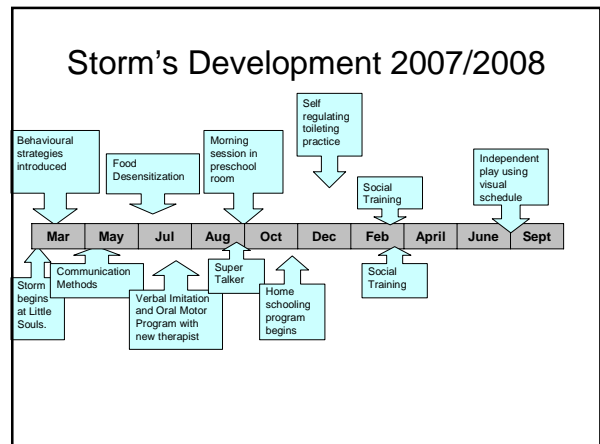 Storm's Development 2007/2008
Behavioural
strategies
introduced
Food
Desensitization
Morning
session in
preschool
room
Self
regulating
toileting
practice
Social
Training
Independent
play using
visual
schedule
Mar May Jul Aug Oct Dec Feb April June Sept
Storm
begins
at Little
Souls.
Communication
Methods
Verbal Imitation
and Oral Motor
Program with
new therapist
Super
Talker
Home
schooling
program
begins
Social
Training